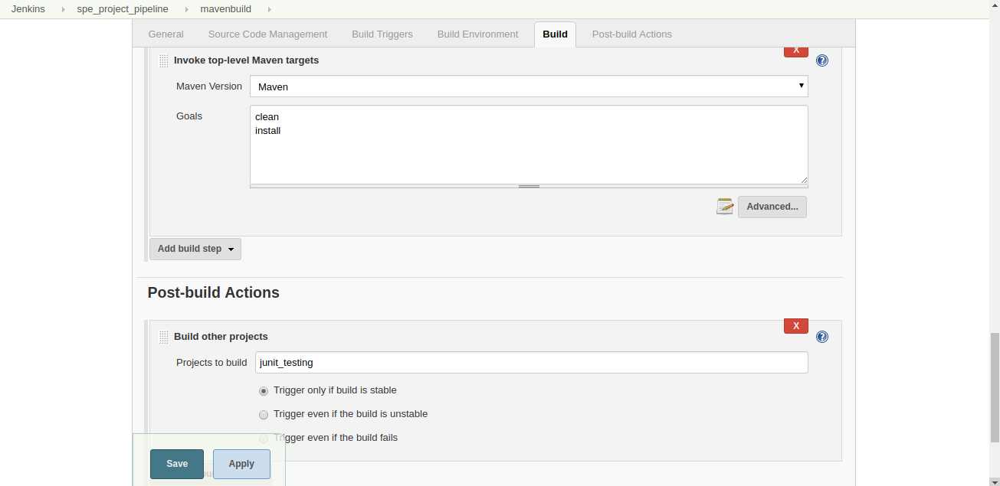 Jenkins spe_project_pipeline mavenbuild
General Source Code Management Build Triggers Build Environment Build Post-build Actions
X
Invoke top-level Maven targets ?
Maven Version Maven
Goals clean
install
Advanced...
Add build step
Post-build Actions
X
Build other projects ?
Projects to build junit_testing
Trigger only if build is stable
Trigger even if the build is unstable
Trigger even if the build fails
Save Apply